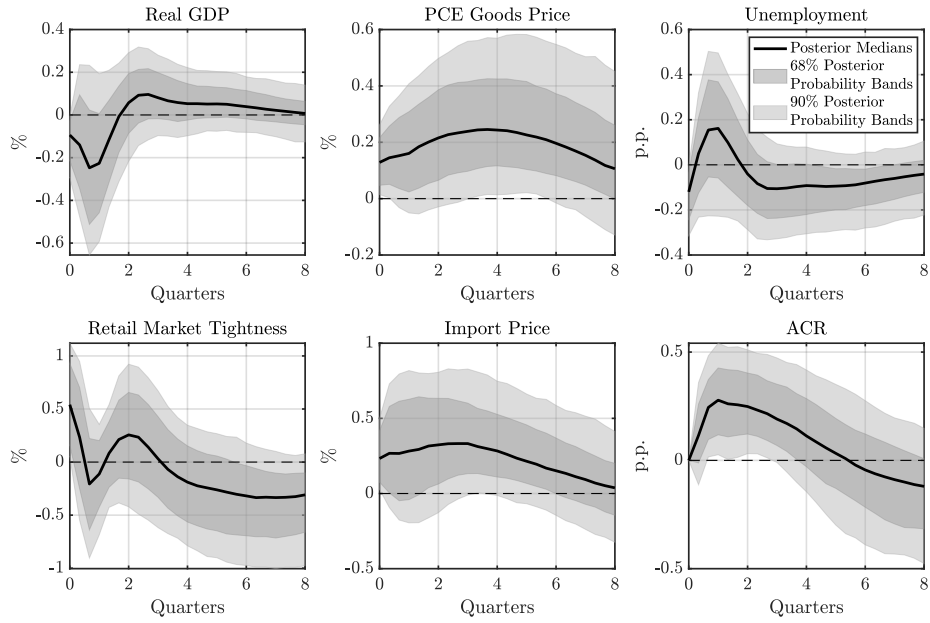 Real GDP
0.4
0.2
0
-0.2
-0.4
-0.6
%
0 2 4 6 8
Quarters
PCE Goods Price
0.6
0.4
0.2
0
-0.2
%
0 2 4 6 8
Quarters
Unemployment
0.6
0.4
0.2
0
-0.2
-0.4
p.p.
0 2 4 6 8
Quarters
Posterior Medians
68% Posterior
Probability Bands
90% Posterior
Probability Bands
Retail Market Tightness
1
0.5
0
-0.5
-1
%
0 2 4 6 8
Quarters
Import Price
1
0.5
0
-0.5
%
0 2 4 6 8
Quarters
ACR
0.5
0
-0.5
p.p.
0 2 4 6 8
Quarters